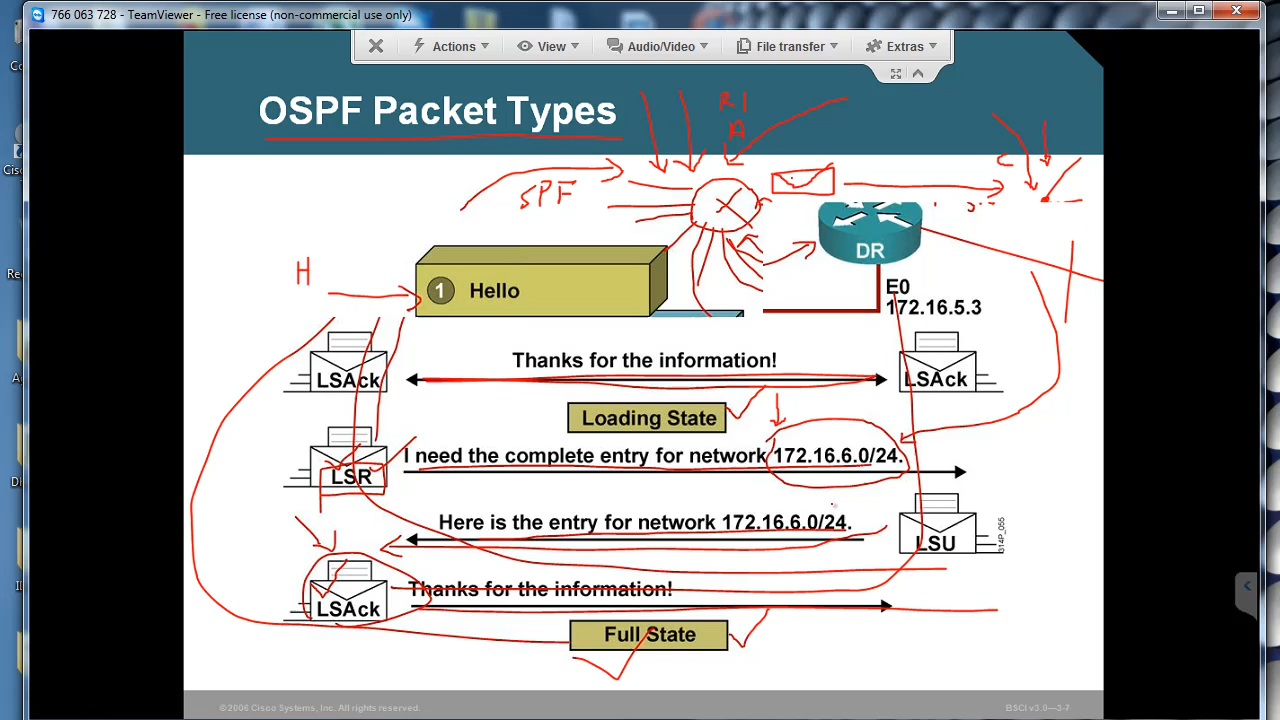 766 063 728 - TeamViewer - Free license (non-commercial use only)
Actions View Audio/Video File transfer Extras
OSPF Packet Types
R1
A
C
SPF
DR
H
1 Hello
E0
172.16.5.3
Thanks for the information!
LSAck LSAck
Loading State
I need the complete entry for network 172.16.6.0/24.
LSR
Here is the entry for network 172.16.6.0/24.
LSU
314P_055
Thanks for the information!
LSAck
Full State
©2006 Cisco Systems, Inc. All rights reserved. BSCI v3.0—3-7